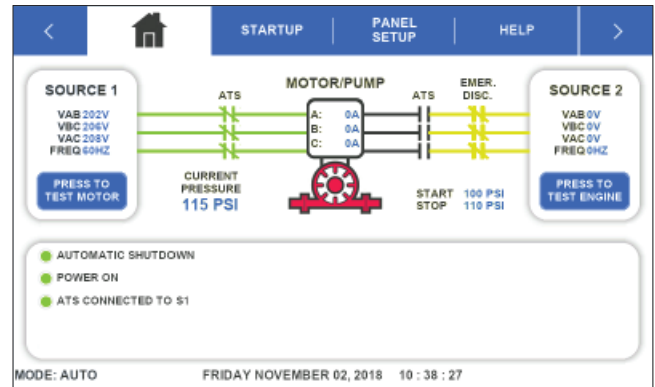 < STARTUP PANEL SETUP HELP >
SOURCE 1
VAB 202V
VBC 206V
VAC 208V
FREQ 60HZ
PRESS TO
TEST MOTOR
ATS
MOTOR/PUMP
A: 0A
B: 0A
C: 0A
CURRENT
PRESSURE
115 PSI
ATS
EMER.
DISC.
START 100 PSI
STOP 110 PSI
SOURCE 2
VAB 0V
VBC 0V
VAC 0V
FREQ 0HZ
PRESS TO
TEST ENGINE
AUTOMATIC SHUTDOWN
POWER ON
ATS CONNECTED TO S1
MODE: AUTO FRIDAY NOVEMBER 02, 2018 10 : 38 : 27